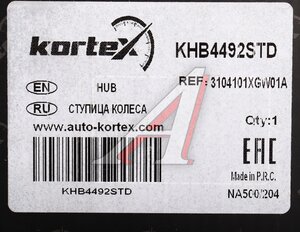 kortex
KHB4492STD
REF: 3104101XGW01A
EN HUB
RU СТУПИЦА КОЛЕСА
www.auto-kortex.com
Qty:1
EAC
KHB4492STD
Made in P.R.C.
NA500/204